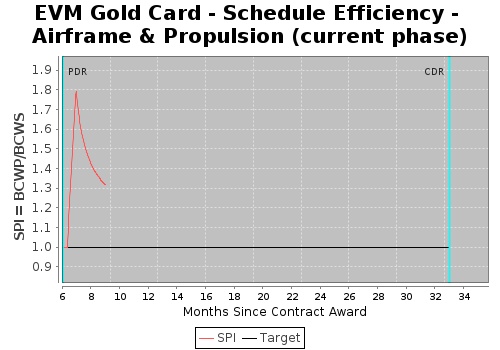 EVM Gold Card - Schedule Efficiency -
Airframe & Propulsion (current phase)
SPI = BCWP/BCWS
1.9
1.8
1.7
1.6
1.5
1.4
1.3
1.2
1.1
1.0
0.9
PDR
CDR
6 8 10 12 14 16 18 20 22 24 26 28 30 32 34
Months Since Contract Award
SPI Target